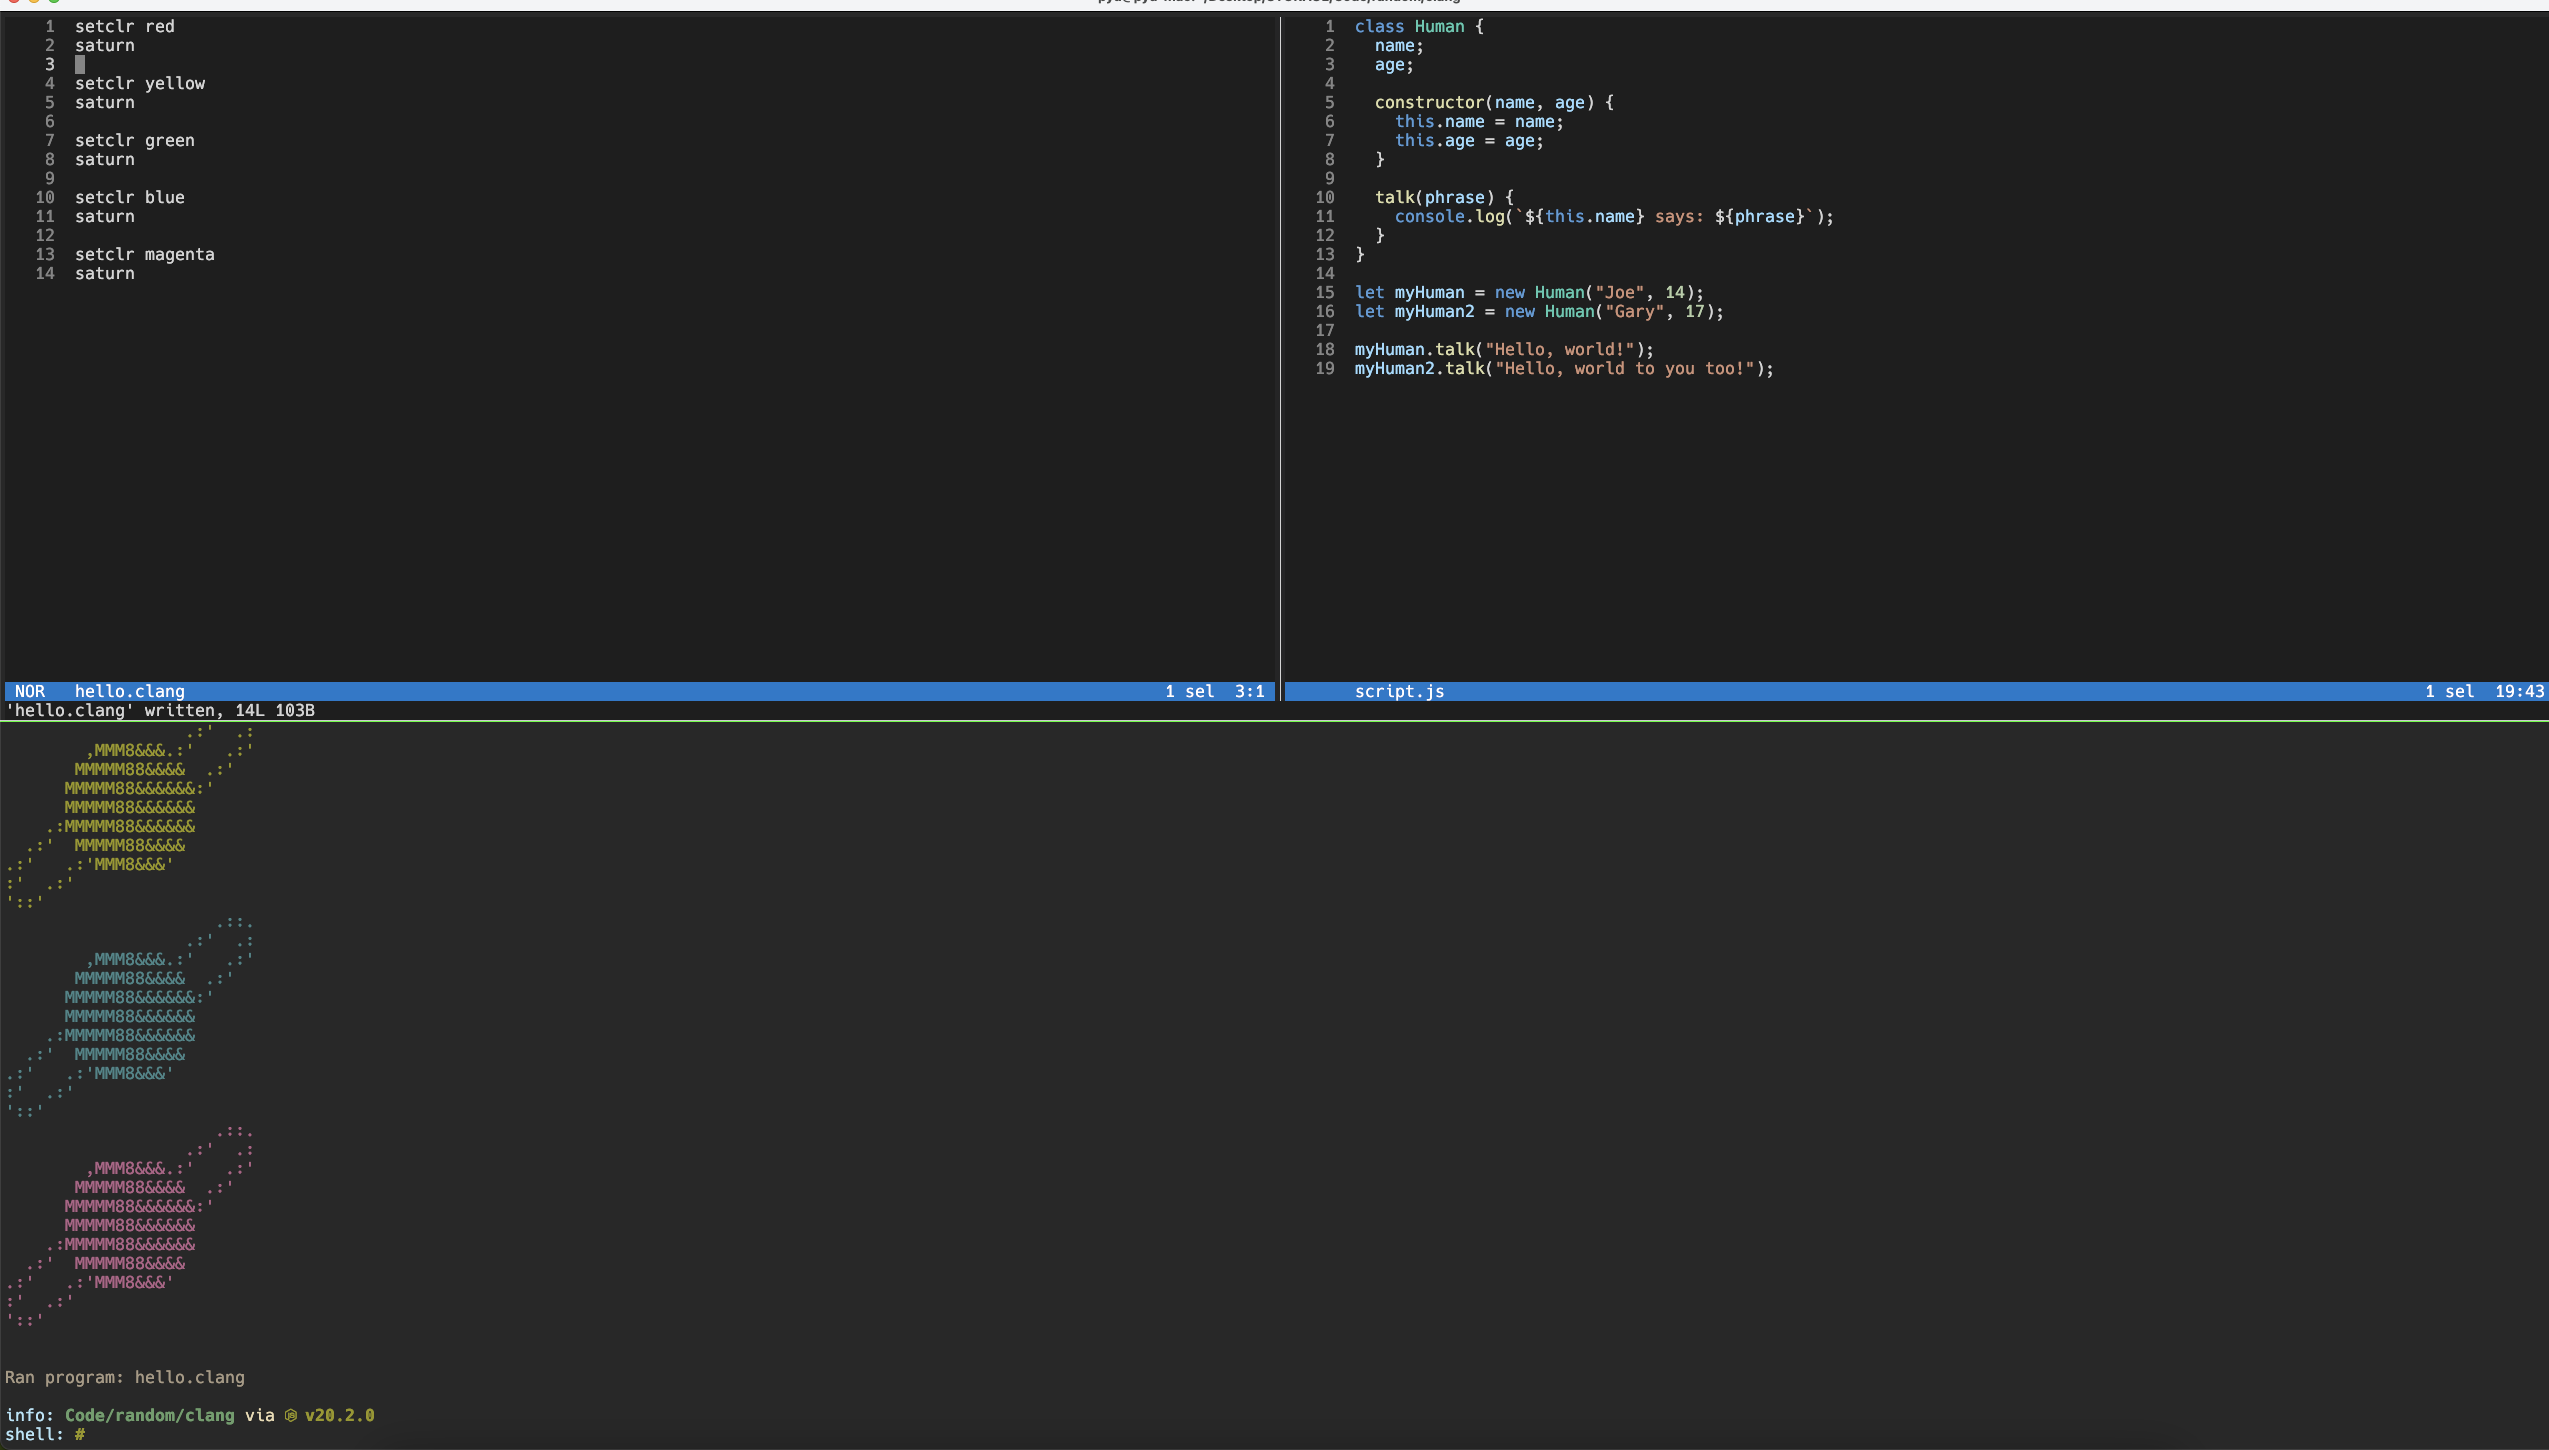 1 setclr red
2 saturn
3
4 setclr yellow
5 saturn
6
7 setclr green
8 saturn
9
10 setclr blue
11 saturn
12
13 setclr magenta
14 saturn
NOR hello.clang 1 sel 3:1
'hello.clang' written, 14L 103B
1 class Human {
2   name;
3   age;
4
5   constructor(name, age) {
6     this.name = name;
7     this.age = age;
8   }
9
10   talk(phrase) {
11     console.log(`${this.name} says: ${phrase}`);
12   }
13 }
14
15 let myHuman = new Human("Joe", 14);
16 let myHuman2 = new Human("Gary", 17);
17
18 myHuman.talk("Hello, world!");
19 myHuman2.talk("Hello, world to you too!");
script.js 1 sel 19:43
                  .:'  .:
        ,MMM8&&&.:'   .:'
       MMMMM88&&&&  .:'
      MMMMM88&&&&&&:'
      MMMMM88&&&&&&
    .:MMMMM88&&&&&&
  .:'  MMMMM88&&&&
.:'   .:'MMM8&&&'
:'  .:'
'::'
                     .::.
                  .:'  .:
        ,MMM8&&&.:'   .:'
       MMMMM88&&&&  .:'
      MMMMM88&&&&&&:'
      MMMMM88&&&&&&
    .:MMMMM88&&&&&&
  .:'  MMMMM88&&&&
.:'   .:'MMM8&&&'
:'  .:'
'::'
                     .::.
                  .:'  .:
        ,MMM8&&&.:'   .:'
       MMMMM88&&&&  .:'
      MMMMM88&&&&&&:'
      MMMMM88&&&&&&
    .:MMMMM88&&&&&&
  .:'  MMMMM88&&&&
.:'   .:'MMM8&&&'
:'  .:'
'::'
Ran program: hello.clang
info: Code/random/clang via v20.2.0
shell: #